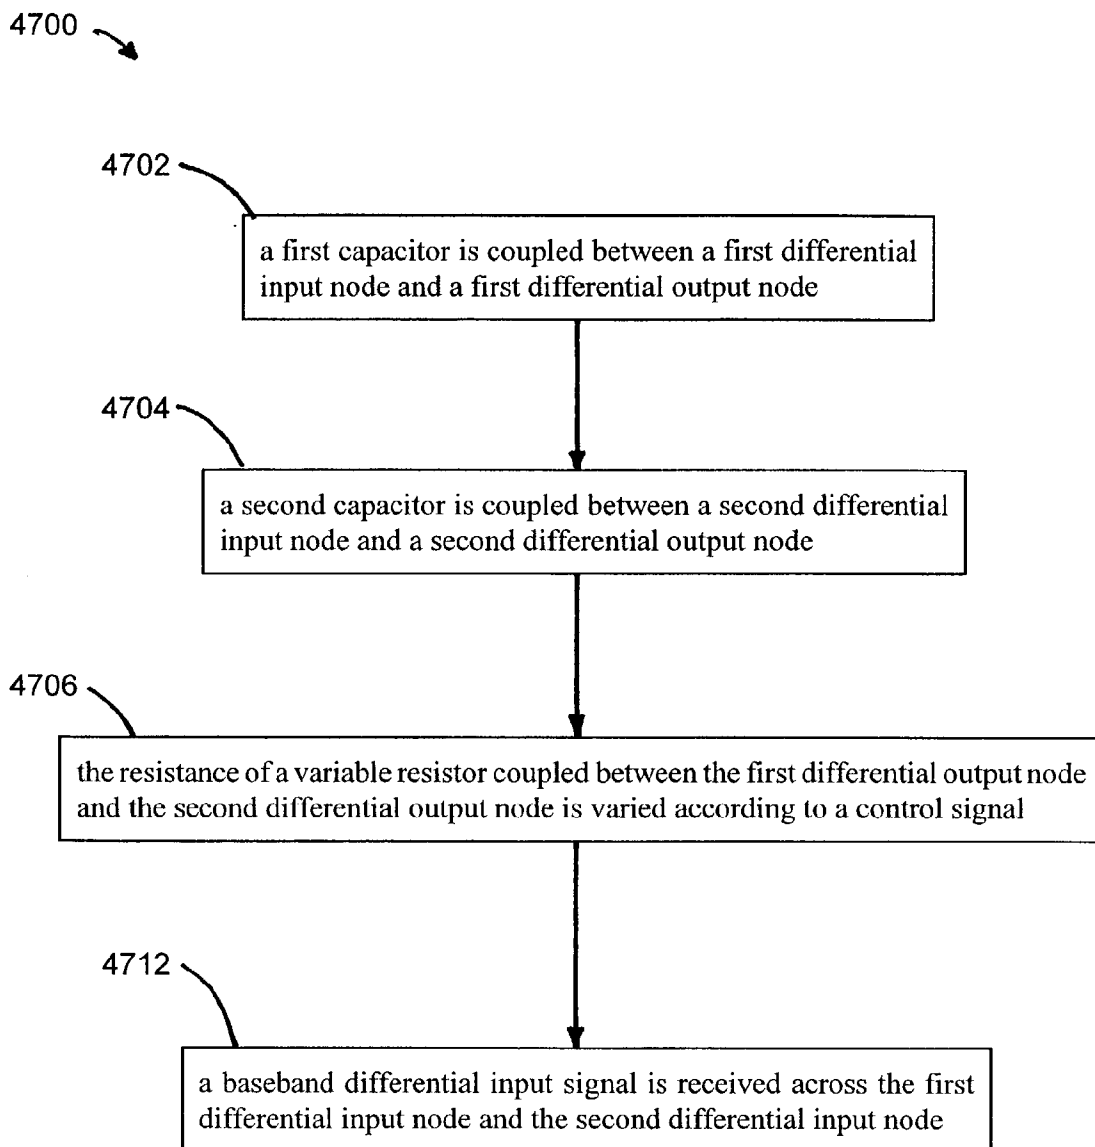 4700
4702
a first capacitor is coupled between a first differential
input node and a first differential output node
4704
a second capacitor is coupled between a second differential
input node and a second differential output node
4706
the resistance of a variable resistor coupled between the first differential output node
and the second differential output node is varied according to a control signal
4712
a baseband differential input signal is received across the first
differential input node and the second differential input node